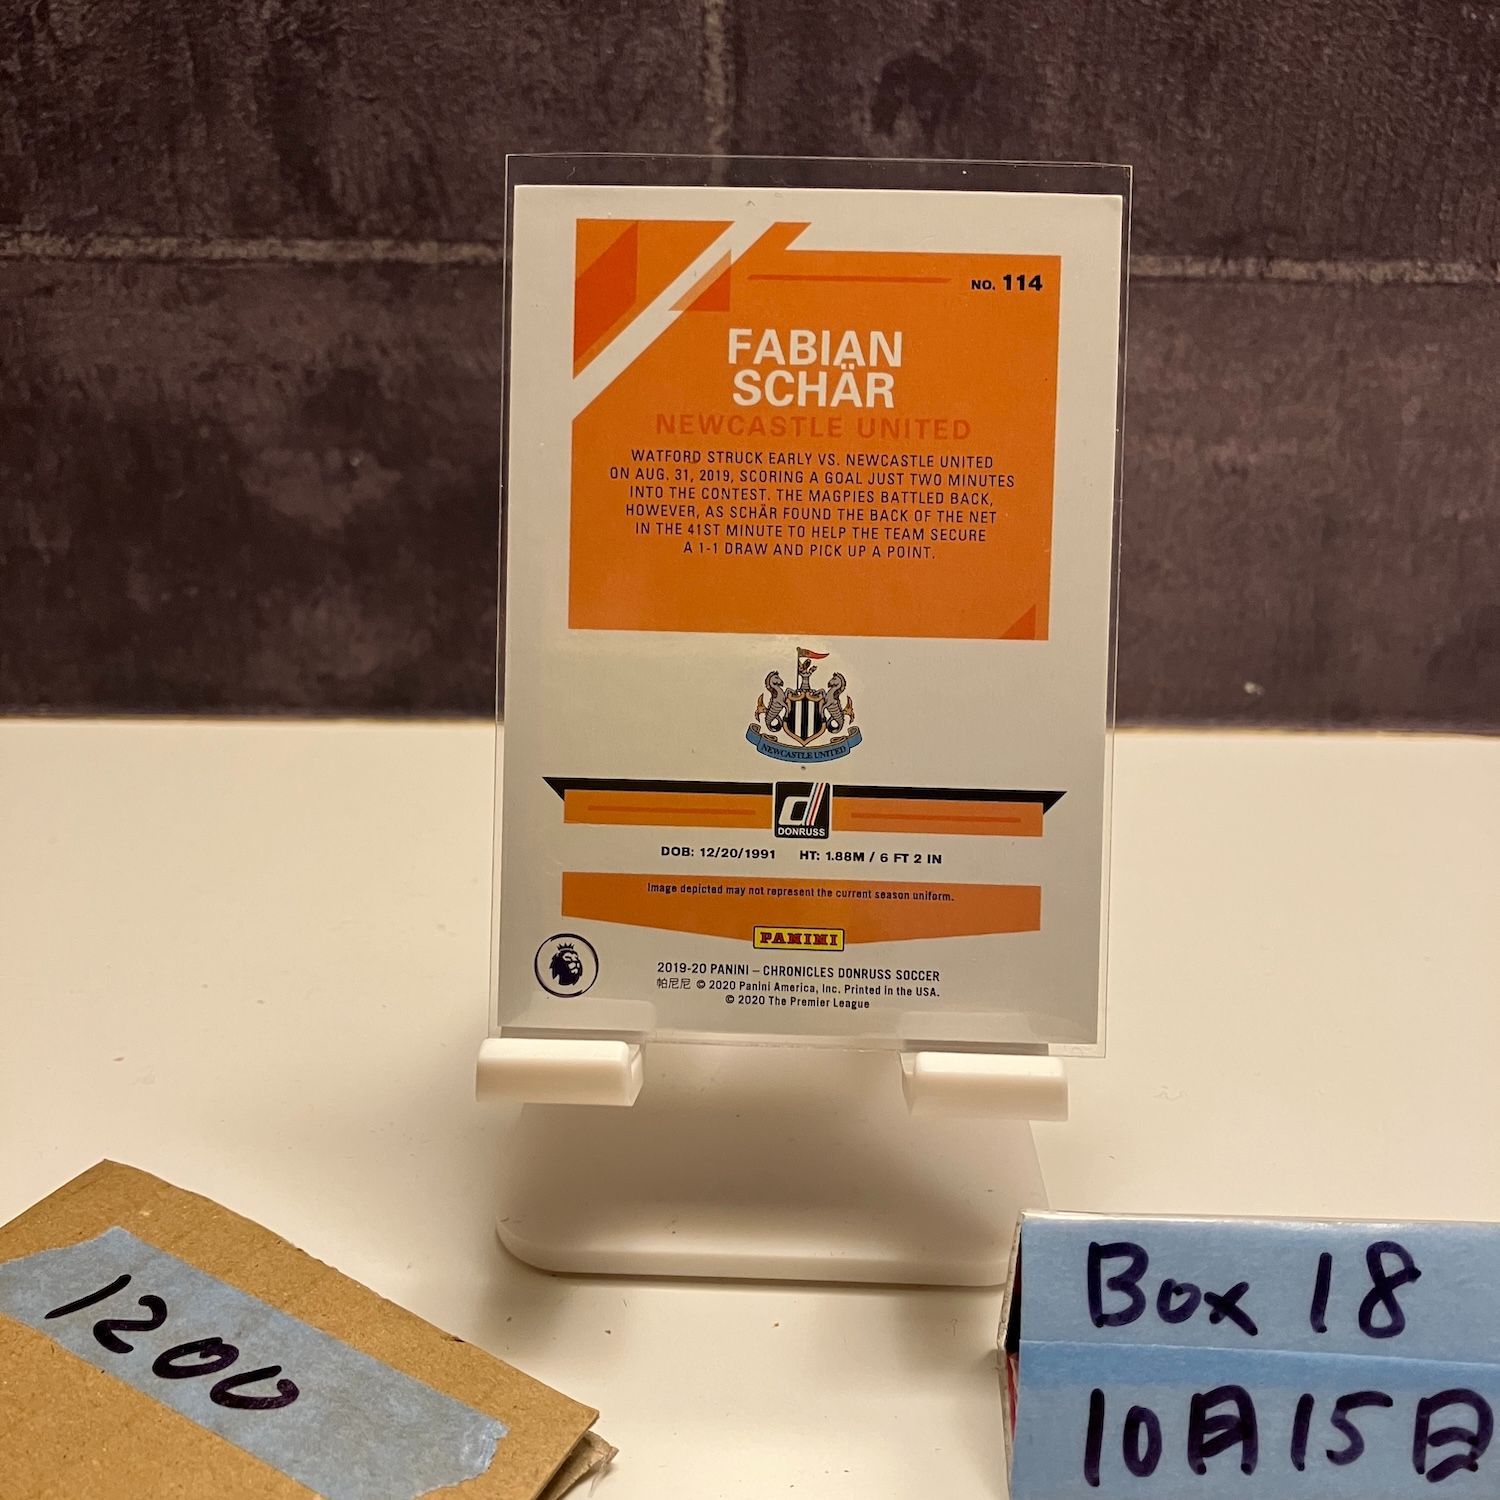 NO. 114
FABIAN
SCHÄR
NEWCASTLE UNITED
WATFORD STRUCK EARLY VS. NEWCASTLE UNITED
ON AUG. 31, 2019, SCORING A GOAL JUST TWO MINUTES
INTO THE CONTEST. THE MAGPIES BATTLED BACK,
HOWEVER, AS SCHÄR FOUND THE BACK OF THE NET
IN THE 41ST MINUTE TO HELP THE TEAM SECURE
A 1-1 DRAW AND PICK UP A POINT.
NEWCASTLE UNITED
d
DONRUSS
DOB: 12/20/1991 HT: 1.88M / 6 FT 2 IN
Image depicted may not represent the current season uniform.
PANINI
2019-20 PANINI – CHRONICLES DONRUSS SOCCER
帕尼尼 © 2020 Panini America, Inc. Printed in the USA.
© 2020 The Premier League
1200
Box 18
10月15日